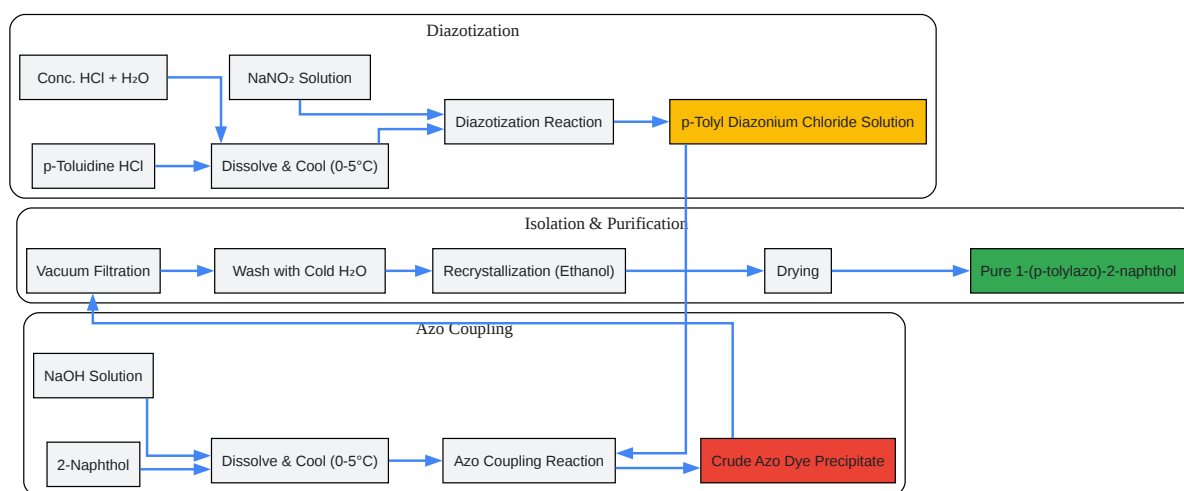 Diazotization
Conc. HCl + H₂O
NaNO₂ Solution
Diazotization Reaction
p-Tolyl Diazonium Chloride Solution
p-Toluidine HCl
Dissolve & Cool (0-5°C)
Isolation & Purification
Vacuum Filtration
Wash with Cold H₂O
Recrystallization (Ethanol)
Drying
Pure 1-(p-tolylazo)-2-naphthol
Azo Coupling
NaOH Solution
2-Naphthol
Dissolve & Cool (0-5°C)
Azo Coupling Reaction
Crude Azo Dye Precipitate